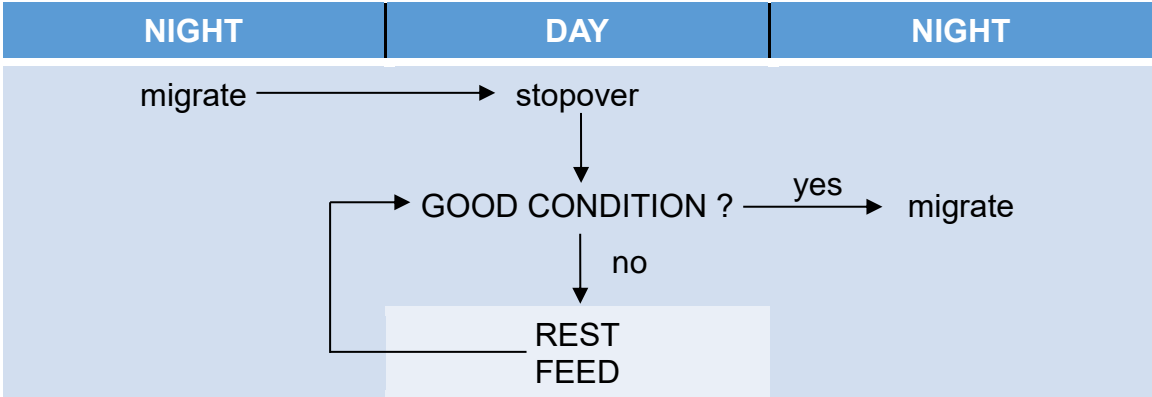 NIGHT DAY NIGHT
migrate stopover
GOOD CONDITION ? yes migrate
no
REST
FEED